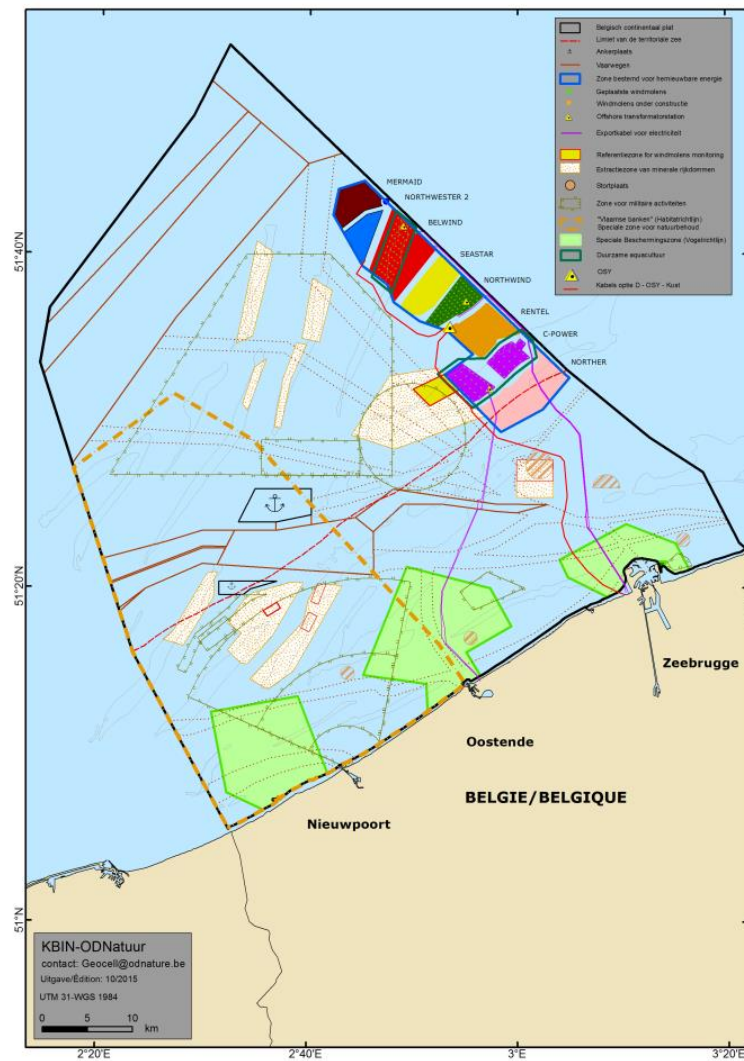 Belgisch continentaal plat
Limiet van de territoriale zee
Ankerplaats
Vaarwegen
Zone bestemd voor hernieuwbare energie
Geplaatste windmolens
Windmolens onder constructie
Offshore transformatorstation
Exportkabel voor electriciteit
Referentiezone for windmolens monitoring
Extractiezone van minerale rijkdommen
Stortplaats
Zone voor militaire activiteiten
"Vlaamse banken" (Habitatrichtlijn)
Speciale zone voor natuurbehoud
Speciale Beschermingszone (Vogelrichtlijn)
Duurzame aquacultuur
OSY
Kabels optie D - OSY - Kust
MERMAID
NORTHWESTER 2
BELWIND
SEASTAR
NORTHWIND
RENTEL
C-POWER
NORTHER
51°40'
51°20'N
51°N
Zeebrugge
Oostende
BELGIE/BELGIQUE
Nieuwpoort
KBIN-ODNatuur
contact: Geocell@odnature.be
Uitgave/Édition: 10/2015
UTM 31-WGS 1984
0 5 10
km
2°20'E
2°40'E
3°E
3°20'E